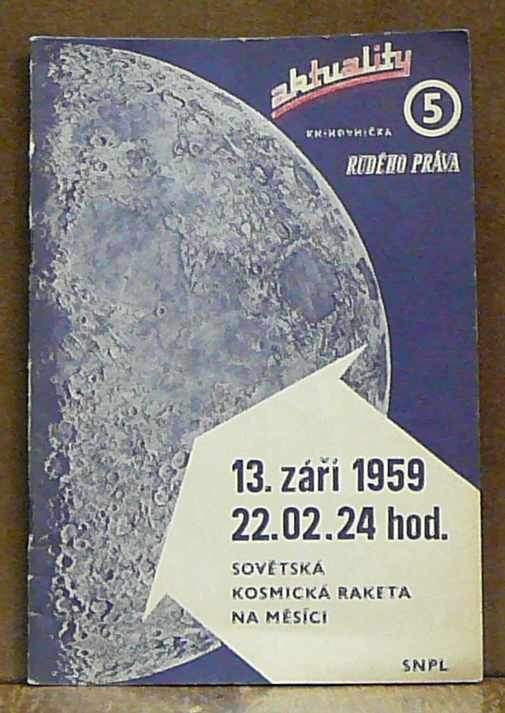 aktuality
5
KNIHOVNIČKA
RUDÉHO PRÁVA
13. září 1959
22.02.24 hod.
SOVĚTSKÁ
KOSMICKÁ RAKETA
NA MĚSÍCI
SNPL